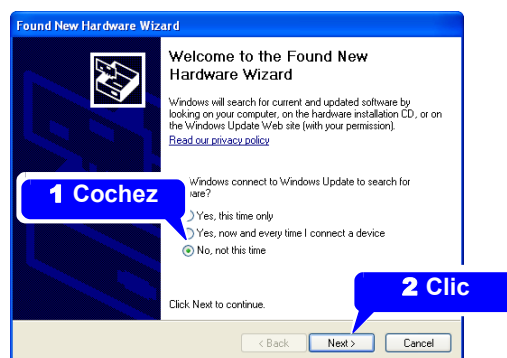 Found New Hardware Wizard
Welcome to the Found New
Hardware Wizard
Windows will search for current and updated software by
looking on your computer, on the hardware installation CD, or on
the Windows Update Web site (with your permission).
Read our privacy policy
Windows connect to Windows Update to search for
are?
1 Cochez
Yes, this time only
Yes, now and every time I connect a device
No, not this time
2 Clic
Click Next to continue.
< Back
Next >
Cancel